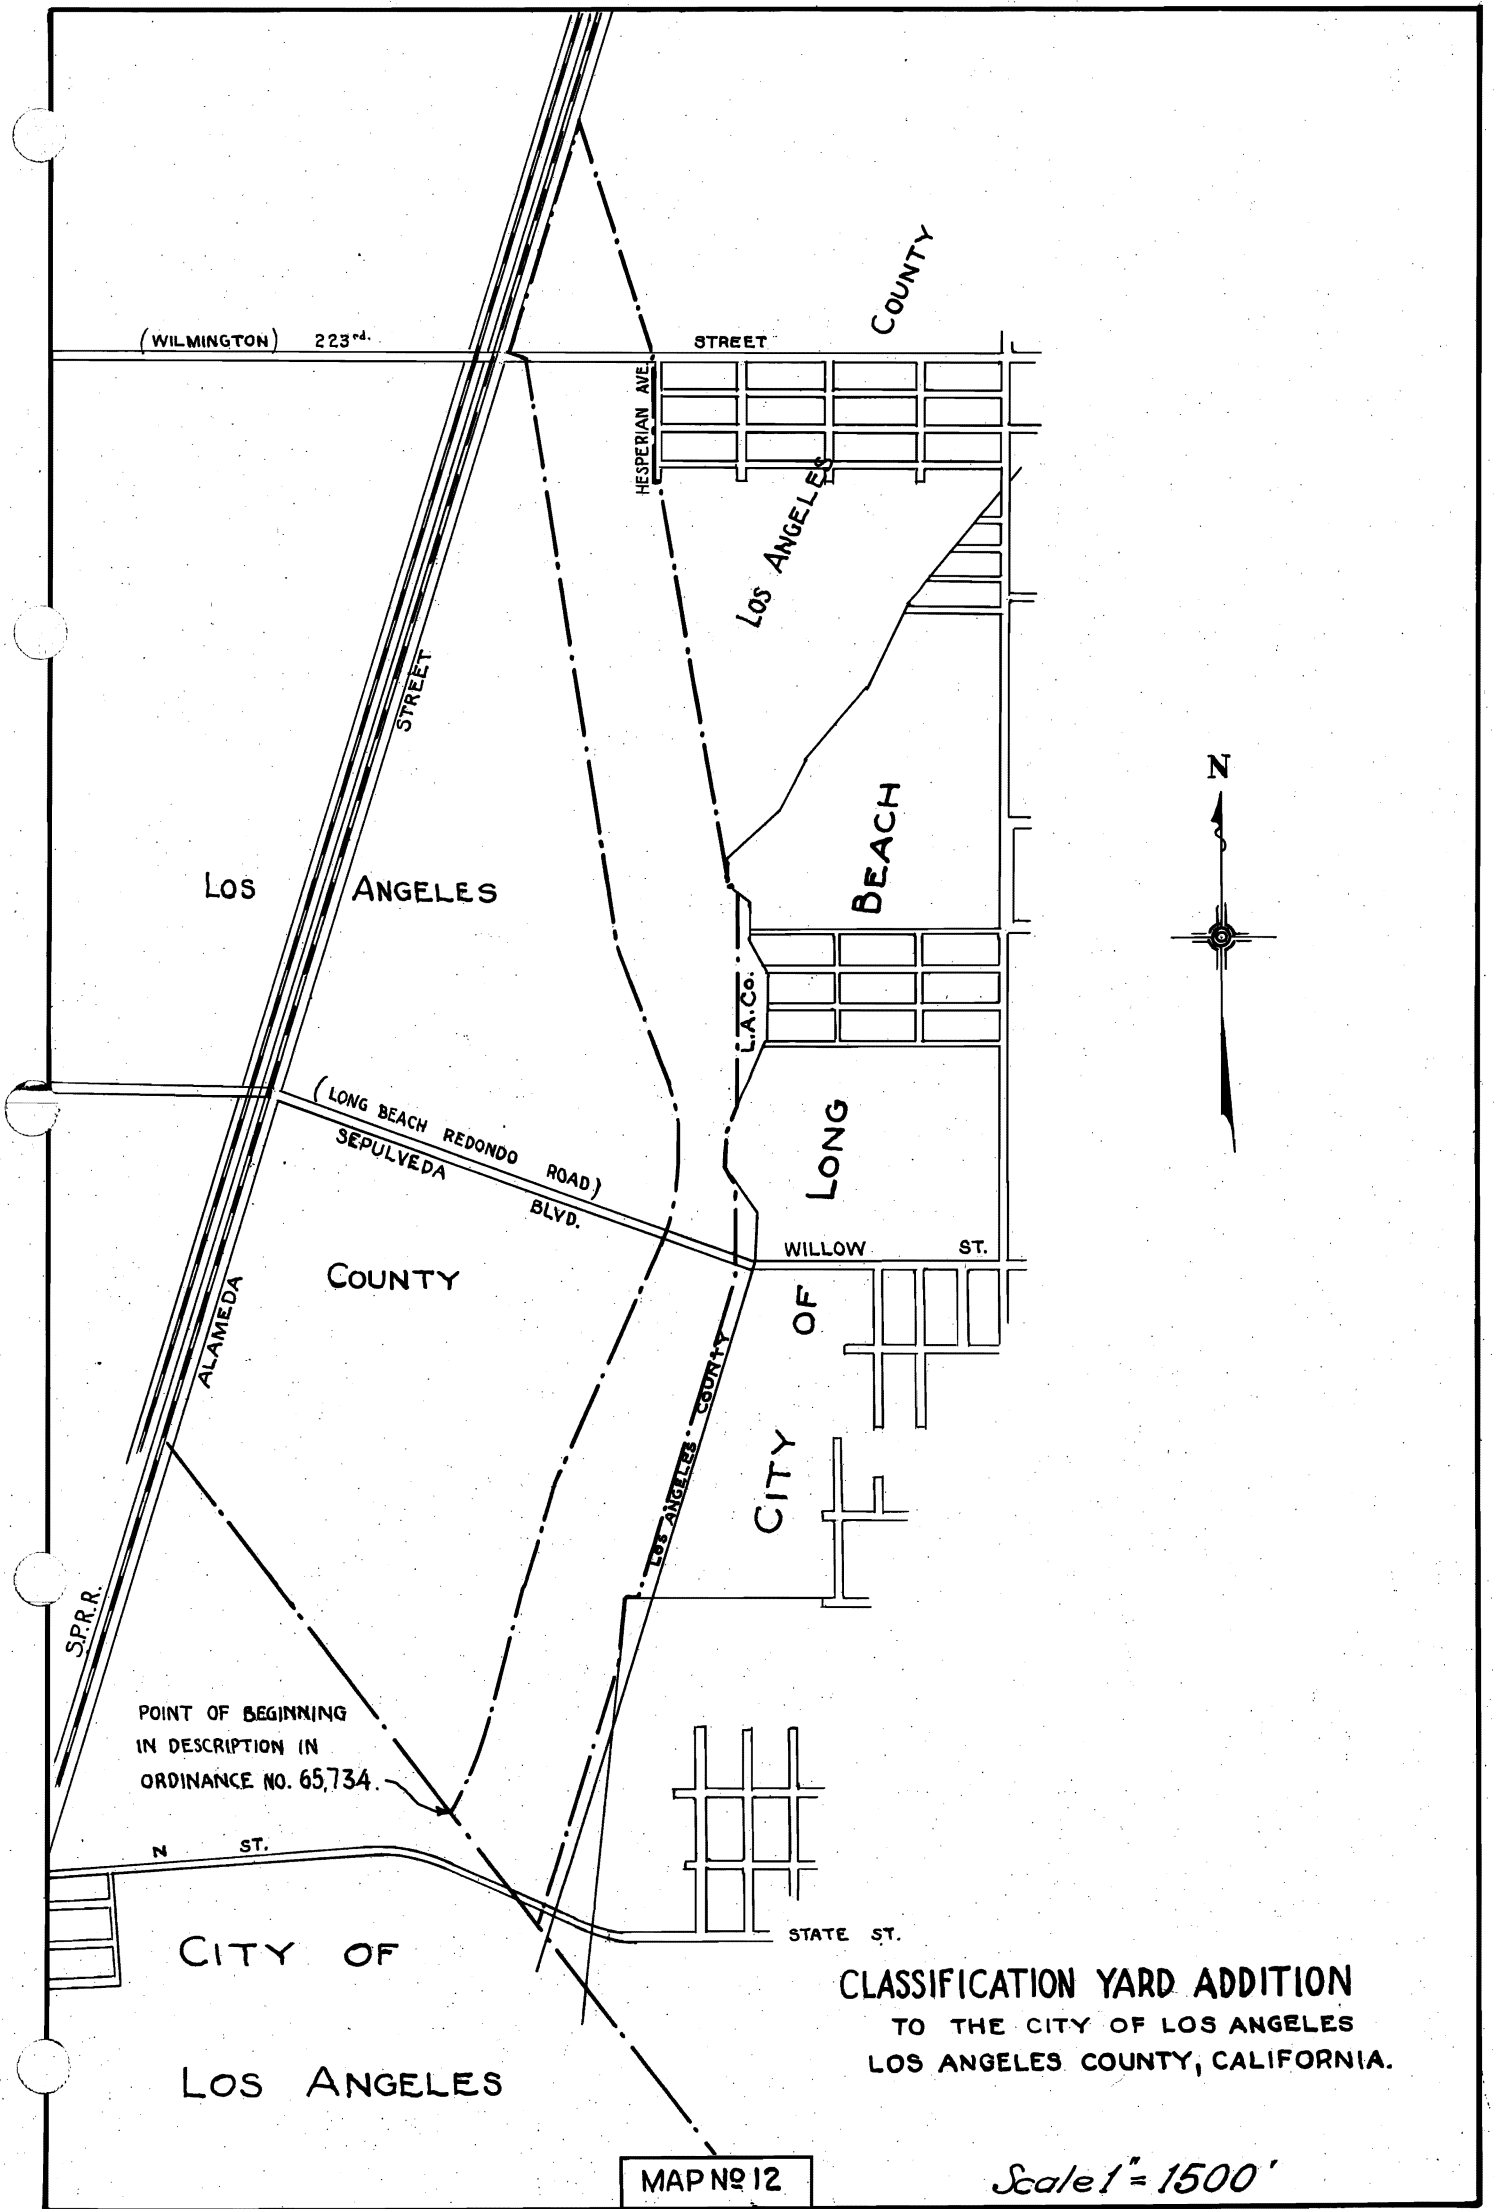 COUNTY
(WILMINGTON) 223rd. STREET
HESPERIAN AVE.
LOS ANGELES
STREET
N
BEACH
LOS ANGELES
L.A.Co.
(LONG BEACH REDONDO ROAD)
SEPULVEDA BLVD.
LONG
WILLOW ST.
COUNTY
OF
ALAMEDA
LOS ANGELES COUNTY
CITY
S.P.R.R.
POINT OF BEGINNING
IN DESCRIPTION IN
ORDINANCE NO. 65,734.
N ST.
STATE ST.
CITY OF
LOS ANGELES
CLASSIFICATION YARD ADDITION
TO THE CITY OF LOS ANGELES
LOS ANGELES COUNTY, CALIFORNIA.
MAP Nº 12
Scale 1" = 1500'